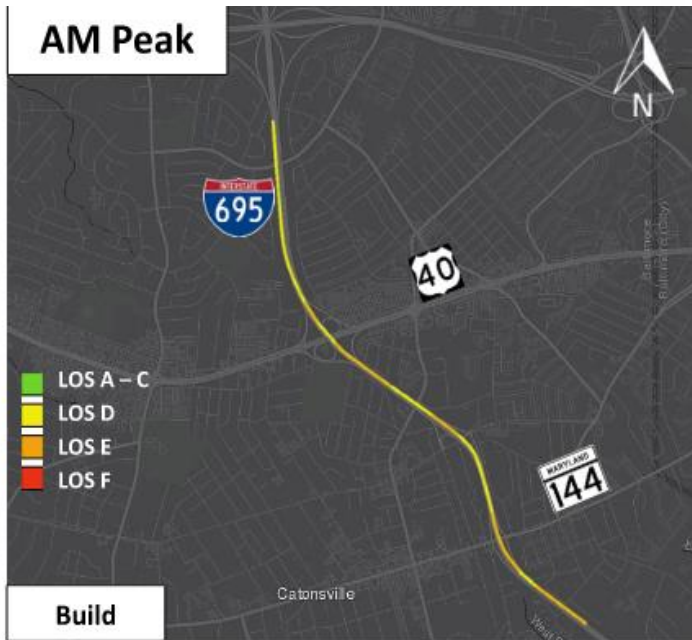 AM Peak
N
INTERSTATE
695
40
LOS A – C
LOS D
LOS E
LOS F
MARYLAND
144
Catonsville
Build